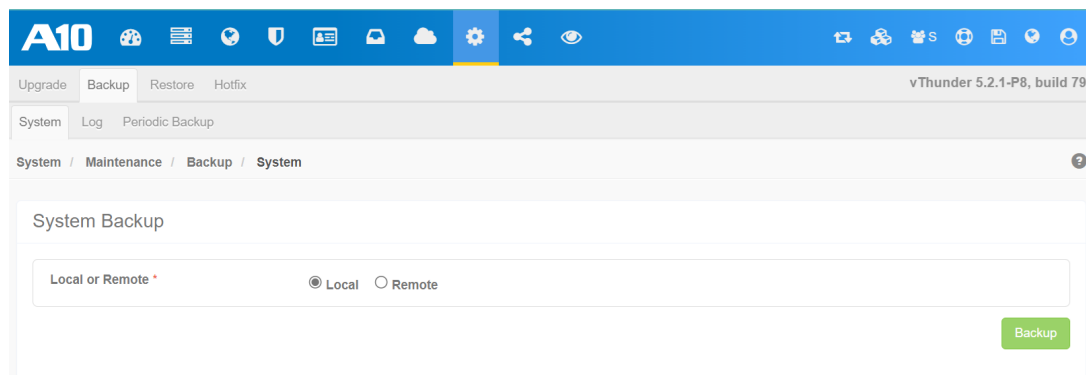 A10 S
Upgrade Backup Restore Hotfix vThunder 5.2.1-P8, build 79
System Log Periodic Backup
System / Maintenance / Backup / System ?
System Backup
Local or Remote * Local Remote
Backup